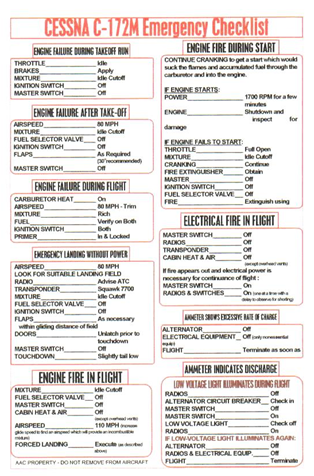 CESSNA C-172M Emergency Checklist
ENGINE FAILURE DURING TAKEOFF RUN
THROTTLE Idle
BRAKES Apply
MIXTURE Idle Cutoff
IGNITION SWITCH Off
MASTER SWITCH Off
ENGINE FAILURE AFTER TAKE-OFF
AIRSPEED 80 MPH
MIXTURE Idle Cutoff
FUEL SELECTOR VALVE Off
IGNITION SWITCH Off
FLAPS As Required
(30° recommended)
MASTER SWITCH Off
ENGINE FAILURE DURING FLIGHT
CARBURETOR HEAT On
AIRSPEED 80 MPH - Trim
MIXTURE Rich
FUEL Verify on Both
IGNITION SWITCH Both
PRIMER In & Locked
EMERGENCY LANDING WITHOUT POWER
AIRSPEED 80 MPH
LOOK FOR SUITABLE LANDING FIELD
RADIO Advise ATC
TRANSPONDER Squawk 7700
MIXTURE Idle Cutoff
FUEL SELECTOR VALVE Off
IGNITION SWITCH Off
FLAPS As necessary
within gliding distance of field
DOORS Unlatch prior to
touchdown
MASTER SWITCH Off
TOUCHDOWN Slightly tail low
ENGINE FIRE IN FLIGHT
MIXTURE Idle Cutoff
FUEL SELECTOR VALVE Off
MASTER SWITCH Off
CABIN HEAT & AIR Off
(except overhead vents)
AIRSPEED 110 MPH (increase
glide speed to find an airspeed which will provide an incombustible
mixture)
FORCED LANDING Execute (as described
above)
AAC PROPERTY - DO NOT REMOVE FROM AIRCRAFT
ENGINE FIRE DURING START
CONTINUE CRANKING to get a start which would
suck the flames and accumulated fuel through the
carburetor and into the engine.
IF ENGINE STARTS:
POWER 1700 RPM for a few
minutes
ENGINE Shutdown and
inspect for
damage
IF ENGINE FAILS TO START:
THROTTLE Full Open
MIXTURE Idle Cutoff
CRANKING Continue
FIRE EXTINGUISHER Obtain
MASTER Off
IGNITION SWITCH Off
FUEL SELECTOR VALVE Off
FIRE Extinguish using
ELECTRICAL FIRE IN FLIGHT
MASTER SWITCH Off
RADIOS Off
TRANSPONDER Off
CABIN HEAT & AIR Off
(except overhead vents)
If fire appears out and electrical power is
necessary for continuance of flight :
MASTER SWITCH On
RADIOS & SWITCHES On (one at a time with a
delay to observe for shorting)
AMMETER SHOWS EXCESSIVE RATE OF CHARGE
ALTERNATOR Off
ELECTRICAL EQUIPMENT Off (only nonessential
equip)
FLIGHT Terminate as soon as
AMMETER INDICATES DISCHARGE
LOW VOLTAGE LIGHT ILLUMINATES DURING FLIGHT
RADIOS Off
ALTERNATOR CIRCUIT BREAKER Check in
MASTER SWITCH Off
MASTER SWITCH On
LOW VOLTAGE LIGHT Check off
RADIOS On
IF LOW-VOLTAGE LIGHT ILLUMINATES AGAIN:
ALTERNATOR Off
RADIOS & ELECTRICAL EQUIP. Off
FLIGHT Terminate